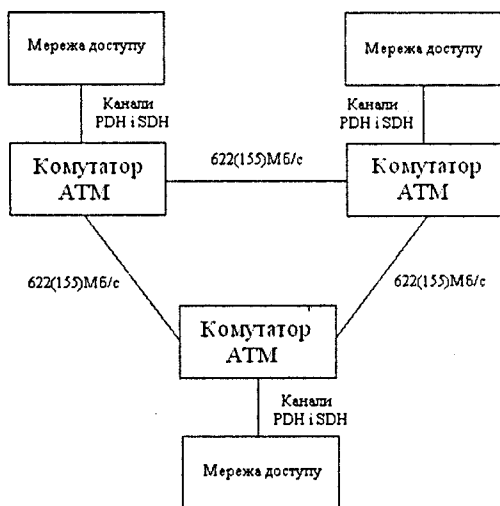 Мережа доступу
Мережа доступу
Канали
PDH і SDH
Канали
PDH і SDH
Комутатор
АТМ
622(155)Мб/с
Комутатор
АТМ
622(155)Мб/с
622(155)Мб/с
Комутатор
АТМ
Канали
PDH і SDH
Мережа доступу